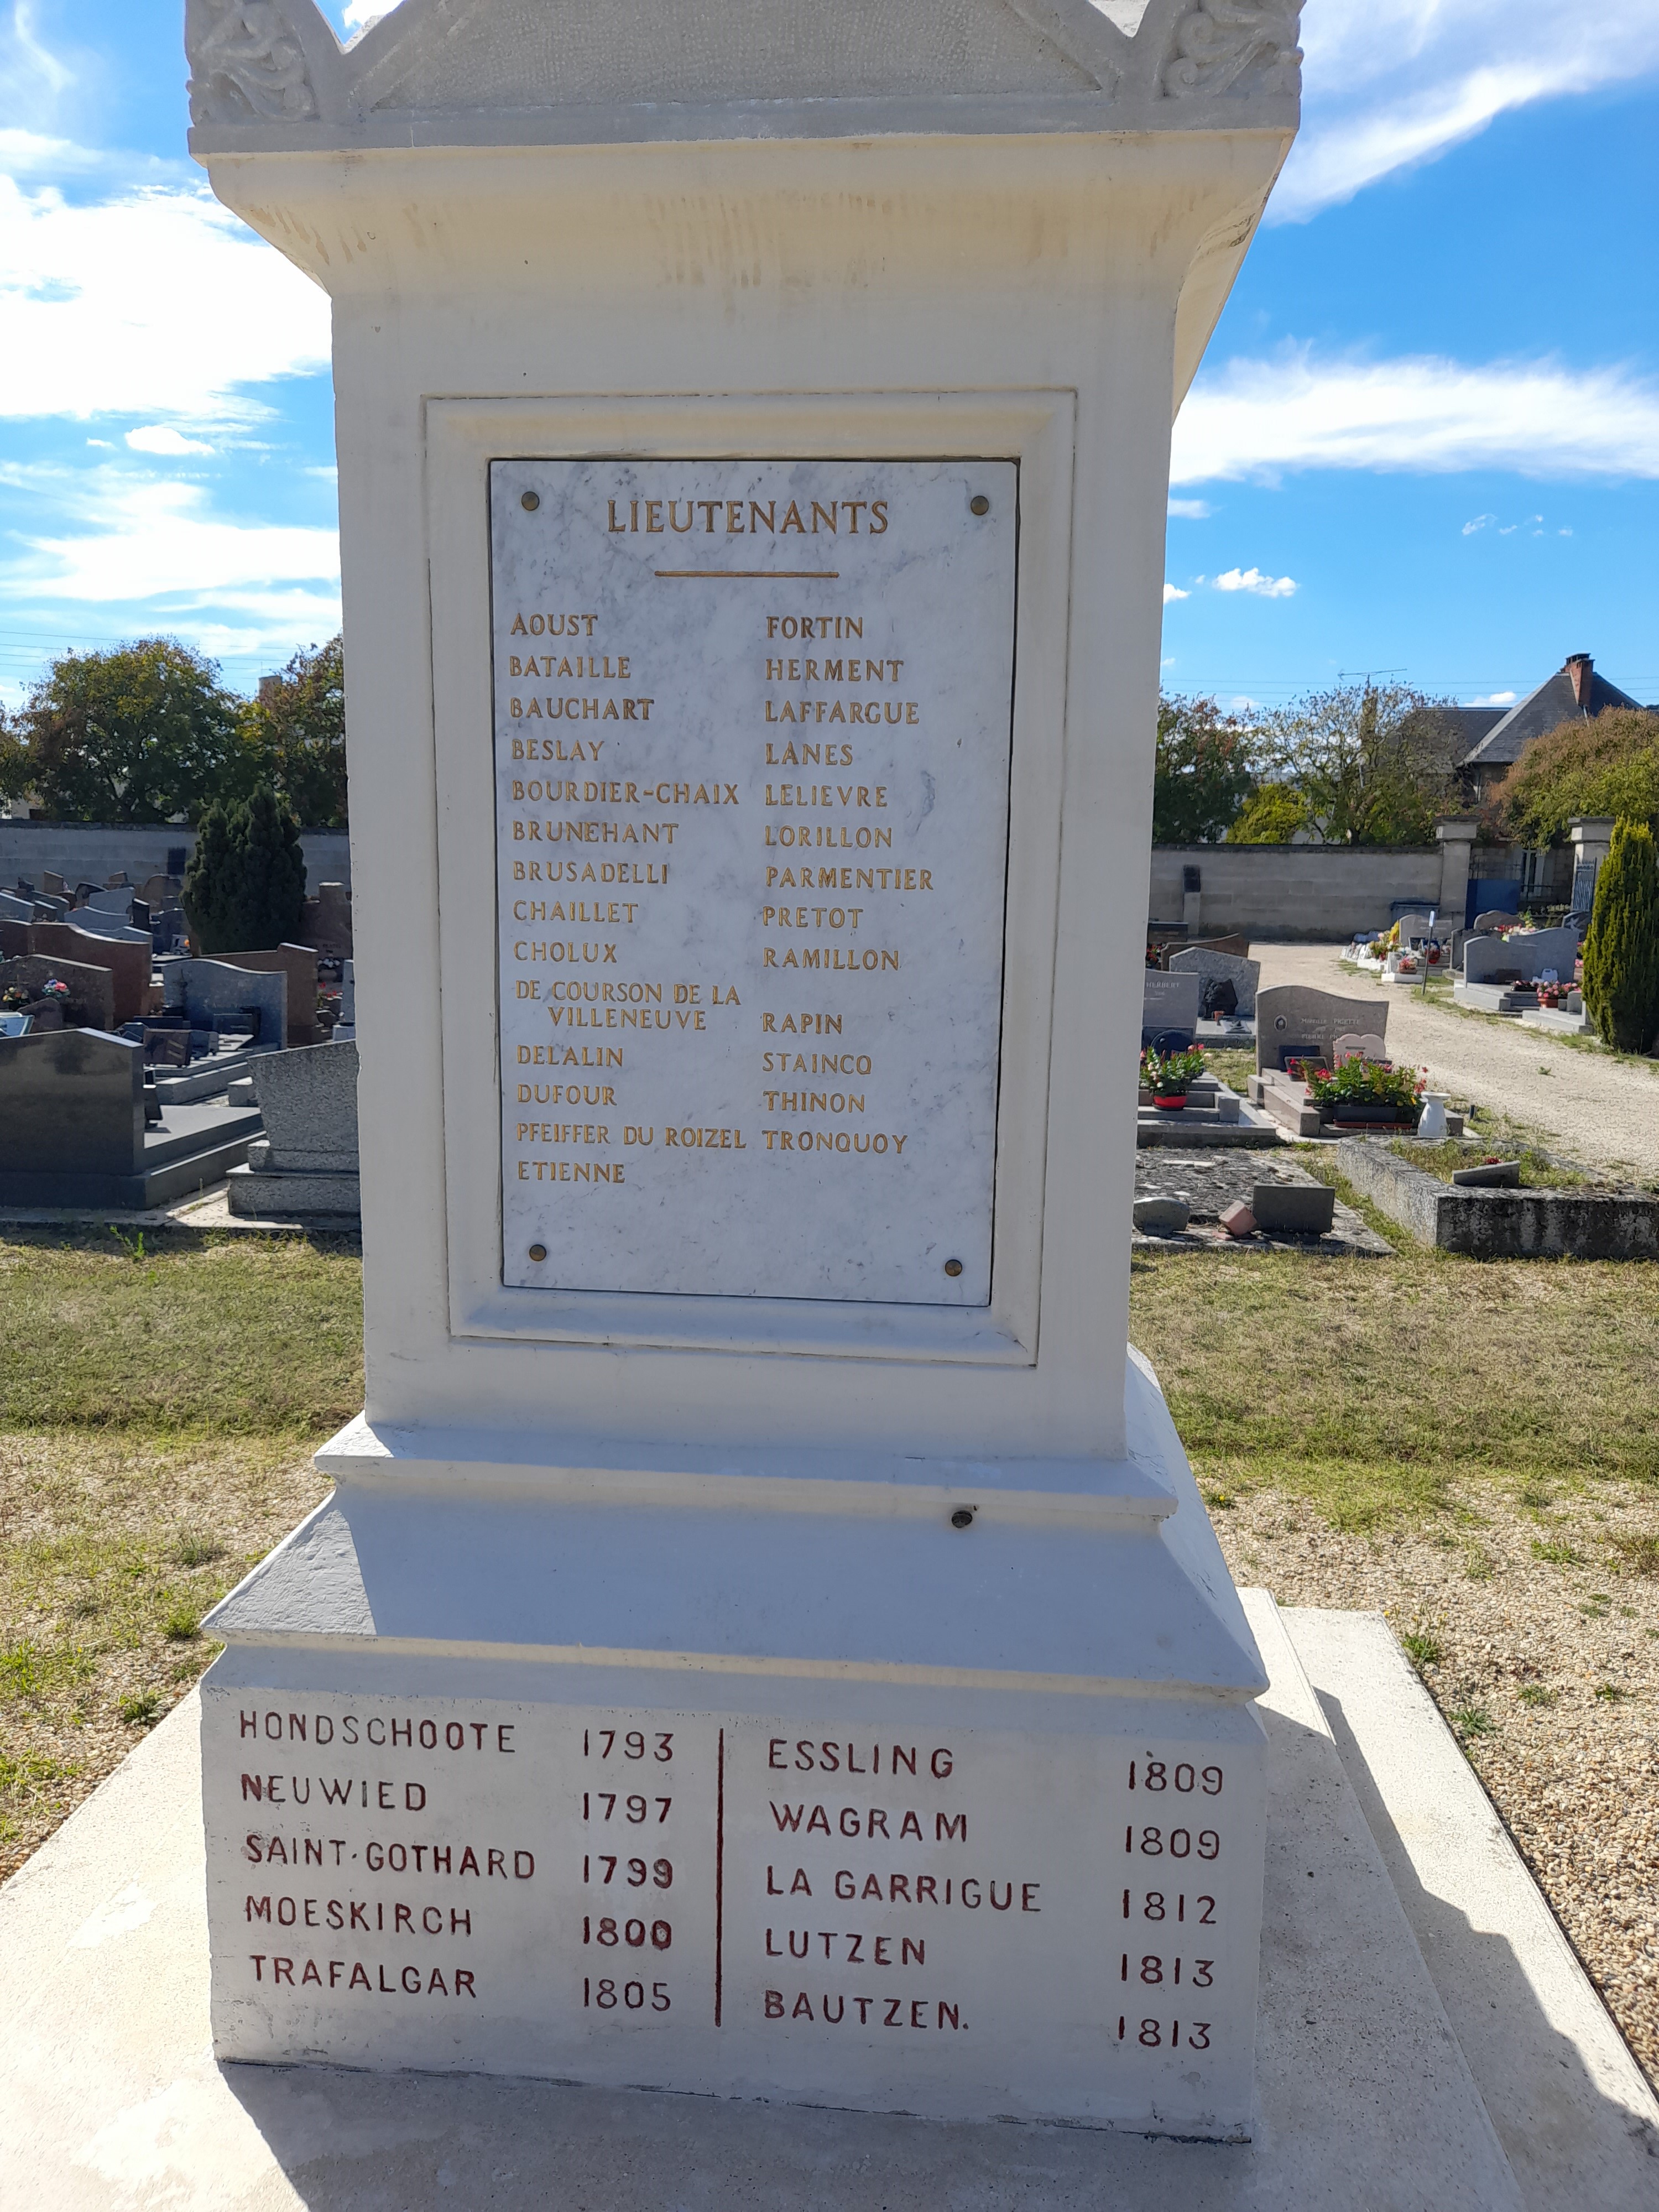 LIEUTENANTS
AOUST
BATAILLE
BAUCHART
BESLAY
BOURDIER-CHAIX
BRUNEHANT
BRUSADELLI
CHAILLET
CHOLUX
DE COURSON DE LA
VILLENEUVE
DELALIN
DUFOUR
PFEIFFER DU ROIZEL
ETIENNE
FORTIN
HERMENT
LAFFARGUE
LANES
LELIEVRE
LORILLON
PARMENTIER
PRETOT
RAMILLON
RAPIN
STAINCQ
THINON
TRONQUOY
HONDSCHOOTE 1793
NEUWIED 1797
SAINT-GOTHARD 1799
MOESKIRCH 1800
TRAFALGAR 1805
ESSLING 1809
WAGRAM 1809
LA GARRIGUE 1812
LUTZEN 1813
BAUTZEN. 1813